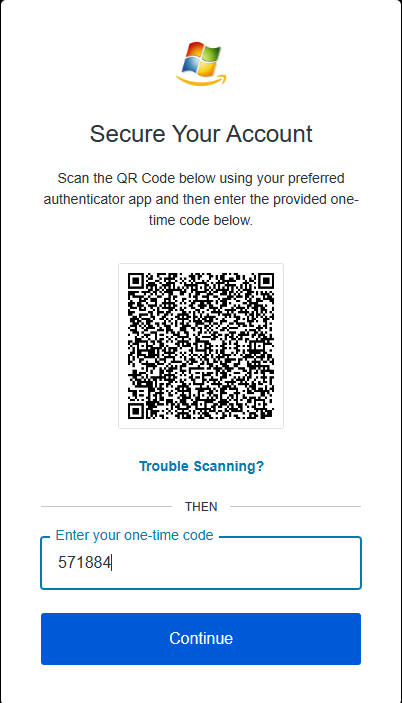 Secure Your Account
Scan the QR Code below using your preferred
authenticator app and then enter the provided one-
time code below.
Trouble Scanning?
THEN
Enter your one-time code
571884
Continue